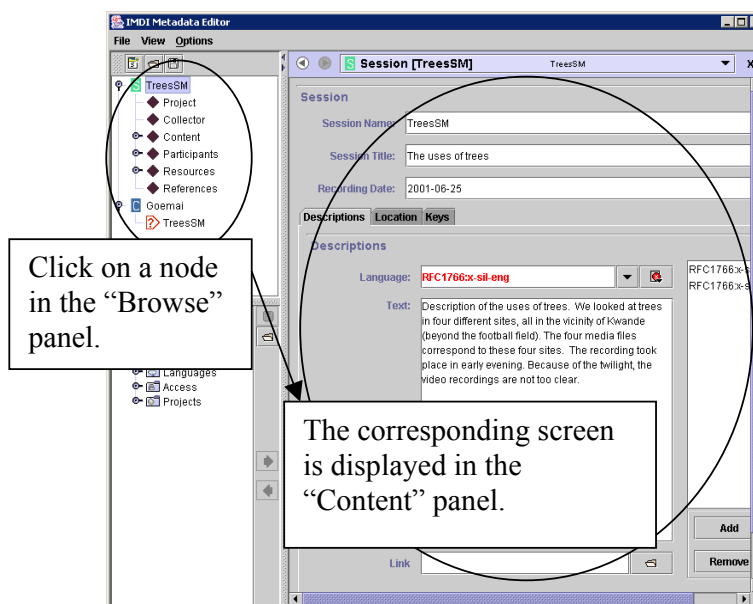 IMDI Metadata Editor
File View Options
TreesSM
Project
Collector
Content
Participants
Resources
References
Goemai
TreesSM
Click on a node
in the “Browse”
panel.
Languages
Access
Projects
Session [TreesSM] TreesSM X
Session
Session Name: TreesSM
Session Title: The uses of trees
Recording Date: 2001-06-25
Descriptions Location Keys
Descriptions
Language: RFC1766:x-sil-eng
Text: Description of the uses of trees. We looked at trees
in four different sites, all in the vicinity of Kwande
(beyond the football field). The four media files
correspond to these four sites. The recording took
place in early evening. Because of the twilight, the
video recordings are not too clear.
RFC1766:x-s
RFC1766:x-s
The corresponding screen
is displayed in the
“Content” panel.
Add
Link
Remove